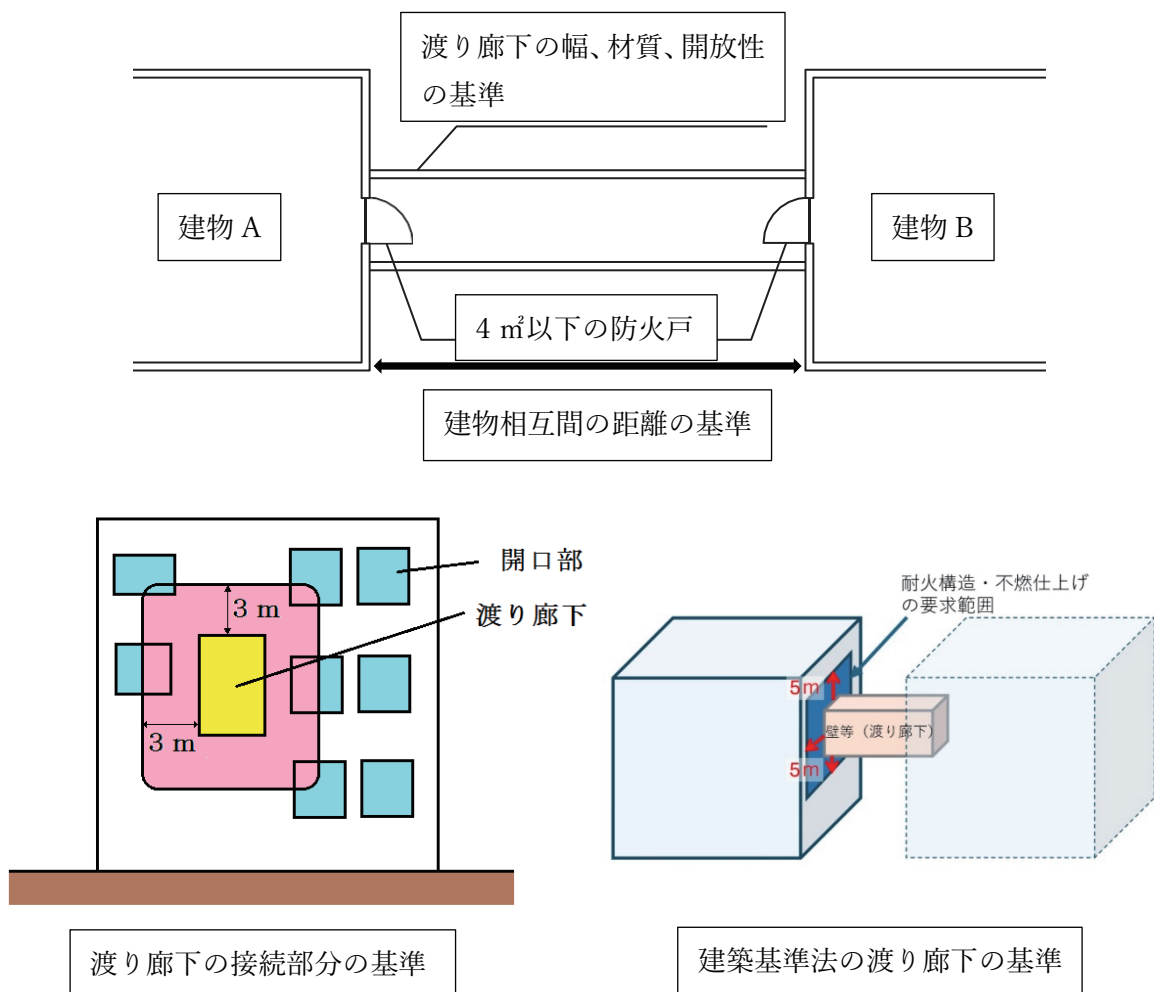 渡り廊下の幅、材質、開放性
の基準
建物 A
建物 B
4 ㎡以下の防火戸
建物相互間の距離の基準
開口部
3 m
渡り廊下
3 m
耐火構造・不燃仕上げ
の要求範囲
5m
壁等（渡り廊下）
5m
渡り廊下の接続部分の基準
建築基準法の渡り廊下の基準